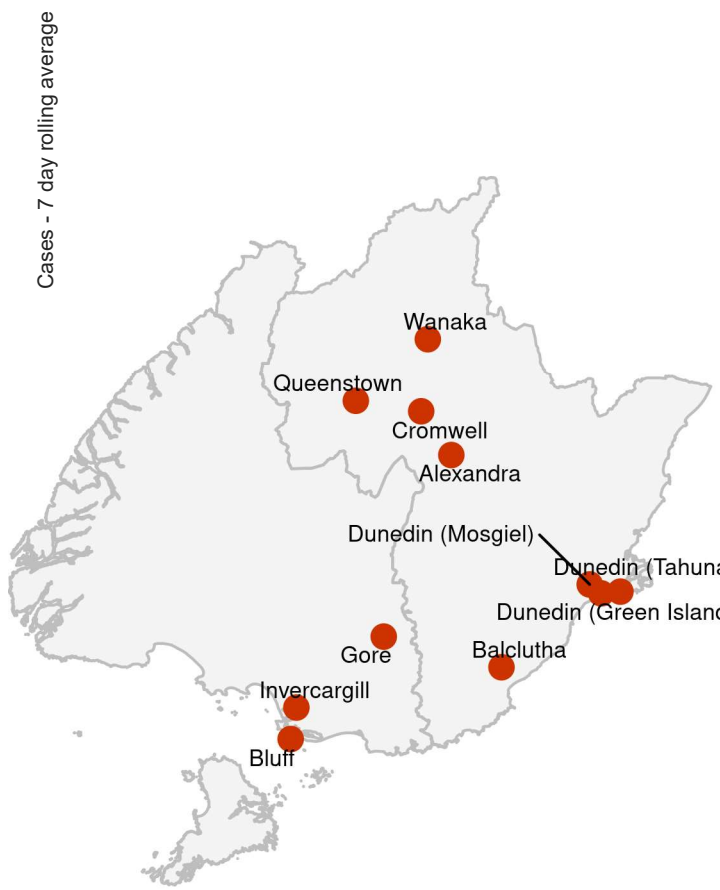 Cases - 7 day rolling average
Wanaka
Queenstown
Cromwell
Alexandra
Dunedin (Mosgiel)
Dunedin (Tahuna
Dunedin (Green Island
Balclutha
Gore
Invercargill
Bluff